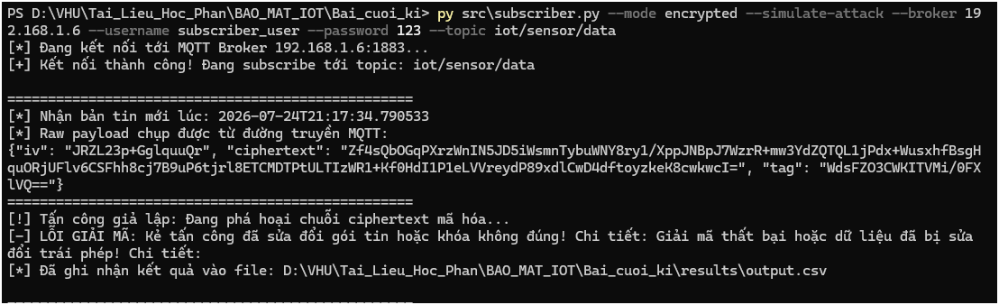 PS D:\VHU\Tai_Lieu_Hoc_Phan\BAO_MAT_IOT\Bai_cuoi_ki> py src\subscriber.py --mode encrypted --simulate-attack --broker 19
2.168.1.6 --username subscriber_user --password 123 --topic iot/sensor/data
[*] Đang kết nối tới MQTT Broker 192.168.1.6:1883...
[+] Kết nối thành công! Đang subscribe tới topic: iot/sensor/data
==================================================
[*] Nhận bản tin mới lúc: 2026-07-24T21:17:34.790533
[*] Raw payload chụp được từ đường truyền MQTT:
{"iv": "JRZL23p+GglquuQr", "ciphertext": "Zf4sQbOGqPXrzWnIN5JD5iWsmnTybuWNY8ry1/XppJNBpJ7WzrR+mw3YdZQTQL1jPdx+WusxhfBsgH
quORjUFlv6CSFhh8cj7B9uP6tjrl8ETCMDTPtULTIzWR1+Kf0HdI1P1eLVVreydP89xdlCwD4dftoyzkeK8cwkwcI=", "tag": "WdsFZO3CWKITVMi/0FX
lVQ=="}
==================================================
[!] Tấn công giả lập: Đang phá hoại chuỗi ciphertext mã hóa...
[-] LỖI GIẢI MÃ: Kẻ tấn công đã sửa đổi gói tin hoặc khóa không đúng! Chi tiết: Giải mã thất bại hoặc dữ liệu đã bị sửa
đổi trái phép! Chi tiết:
[*] Đã ghi nhận kết quả vào file: D:\VHU\Tai_Lieu_Hoc_Phan\BAO_MAT_IOT\Bai_cuoi_ki\results\output.csv
==================================================